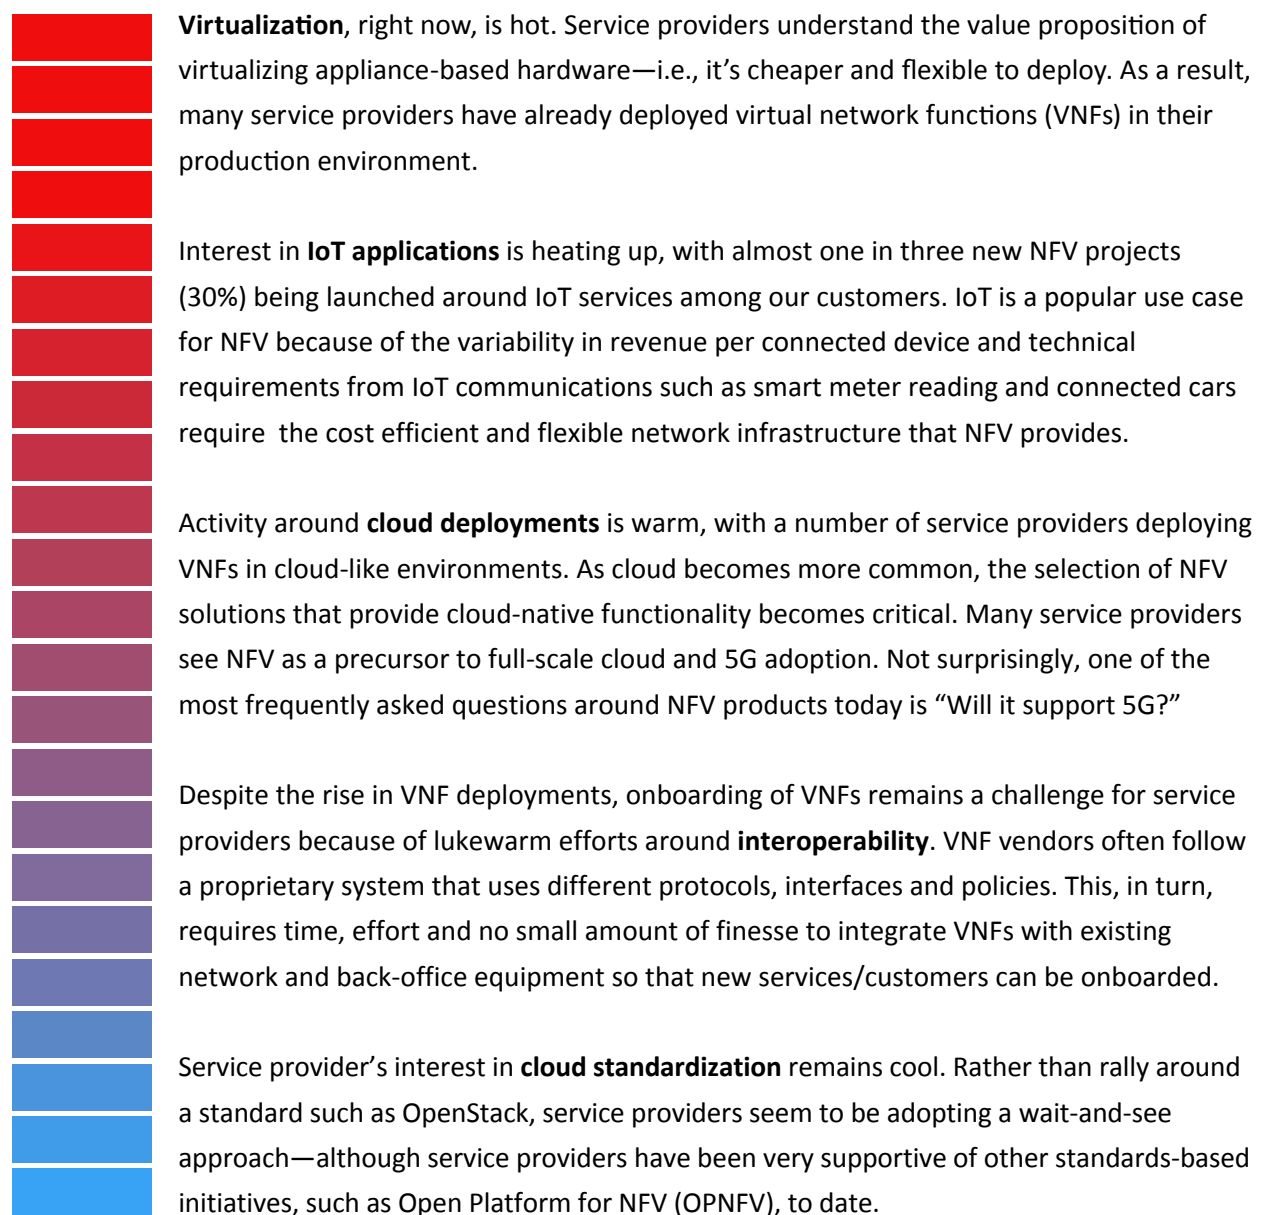 Virtualization, right now, is hot. Service providers understand the value proposition of
virtualizing appliance-based hardware—i.e., it’s cheaper and flexible to deploy. As a result,
many service providers have already deployed virtual network functions (VNFs) in their
production environment.
Interest in IoT applications is heating up, with almost one in three new NFV projects
(30%) being launched around IoT services among our customers. IoT is a popular use case
for NFV because of the variability in revenue per connected device and technical
requirements from IoT communications such as smart meter reading and connected cars
require  the cost efficient and flexible network infrastructure that NFV provides.
Activity around cloud deployments is warm, with a number of service providers deploying
VNFs in cloud-like environments. As cloud becomes more common, the selection of NFV
solutions that provide cloud-native functionality becomes critical. Many service providers
see NFV as a precursor to full-scale cloud and 5G adoption. Not surprisingly, one of the
most frequently asked questions around NFV products today is “Will it support 5G?”
Despite the rise in VNF deployments, onboarding of VNFs remains a challenge for service
providers because of lukewarm efforts around interoperability. VNF vendors often follow
a proprietary system that uses different protocols, interfaces and policies. This, in turn,
requires time, effort and no small amount of finesse to integrate VNFs with existing
network and back-office equipment so that new services/customers can be onboarded.
Service provider’s interest in cloud standardization remains cool. Rather than rally around
a standard such as OpenStack, service providers seem to be adopting a wait-and-see
approach—although service providers have been very supportive of other standards-based
initiatives, such as Open Platform for NFV (OPNFV), to date.